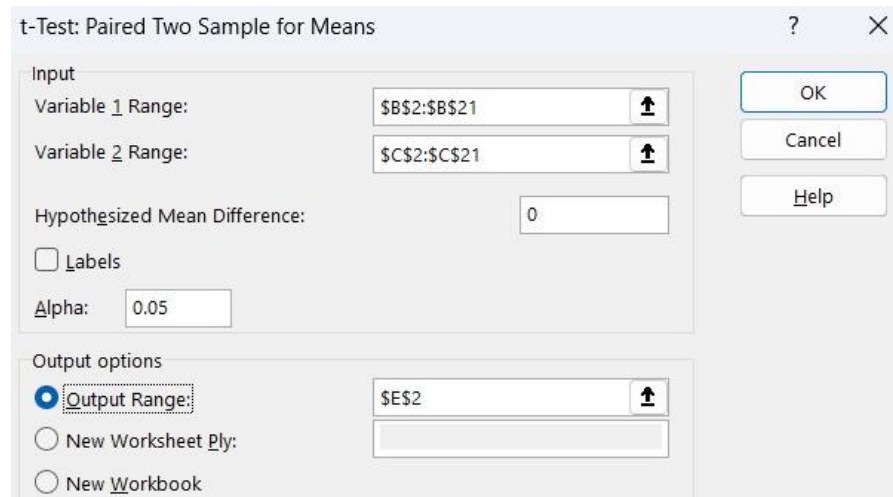 t-Test: Paired Two Sample for Means ? X
Input
Variable 1 Range: $B$2:$B$21
Variable 2 Range: $C$2:$C$21
Hypothesized Mean Difference: 0
Labels
Alpha: 0.05
OK
Cancel
Help
Output options
Output Range: $E$2
New Worksheet Ply:
New Workbook